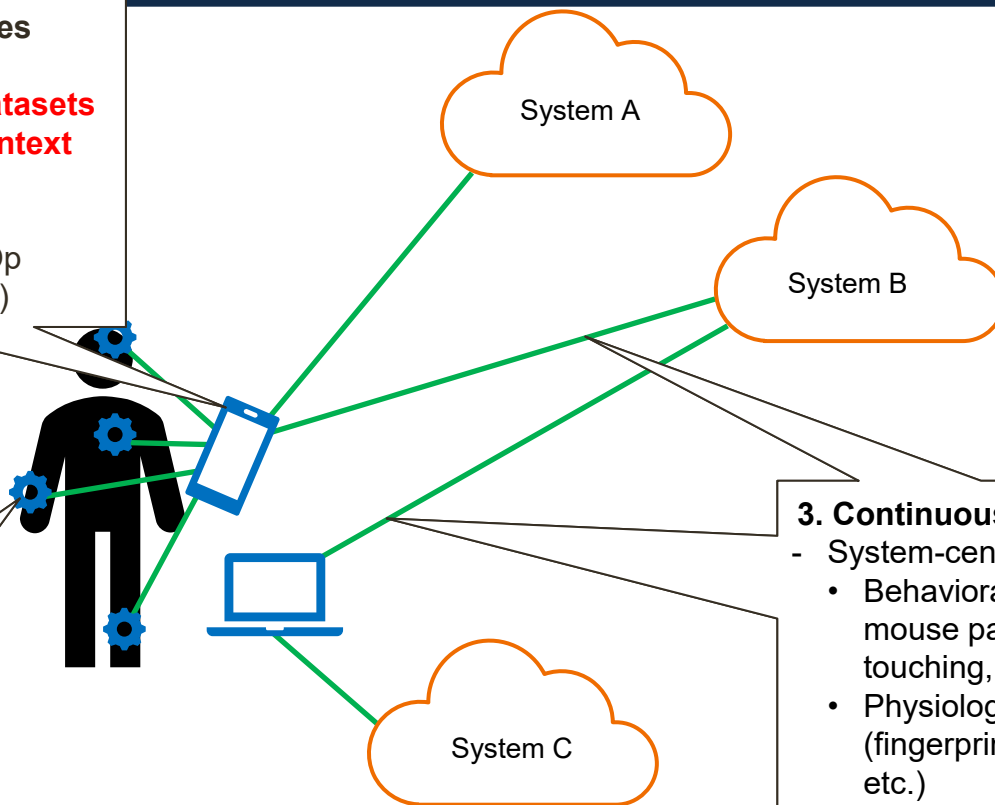 es
tasets
ntext
p
)
System A
System B
3. Continuous
- System-cen
• Behaviora
mouse pa
touching,
• Physiolog
(fingerprin
etc.)
System C